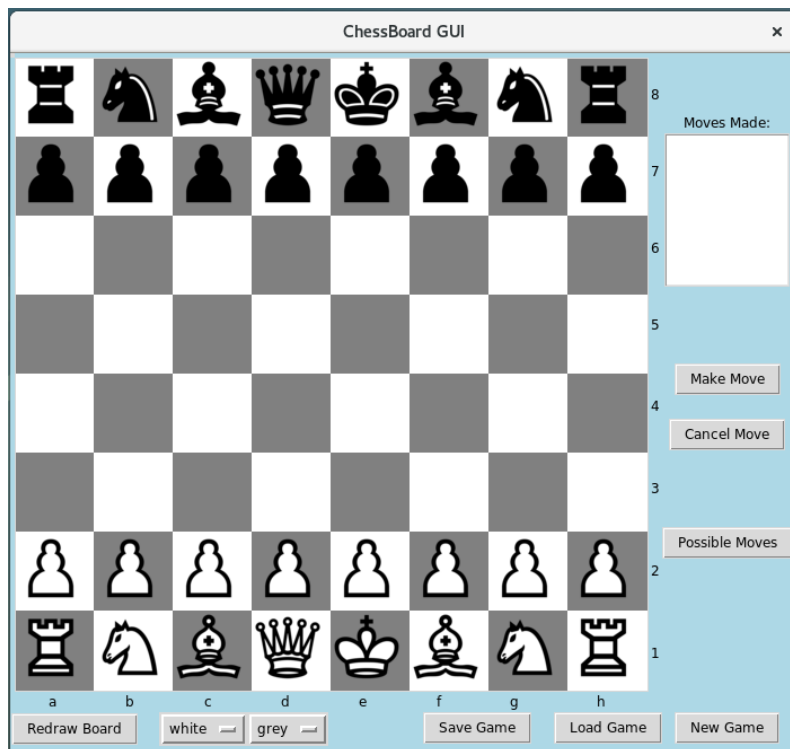 ChessBoard GUI
×
8
Moves Made:
7
6
5
Make Move
4
Cancel Move
3
Possible Moves
2
1
a b c d e f g h
Redraw Board white grey Save Game Load Game New Game